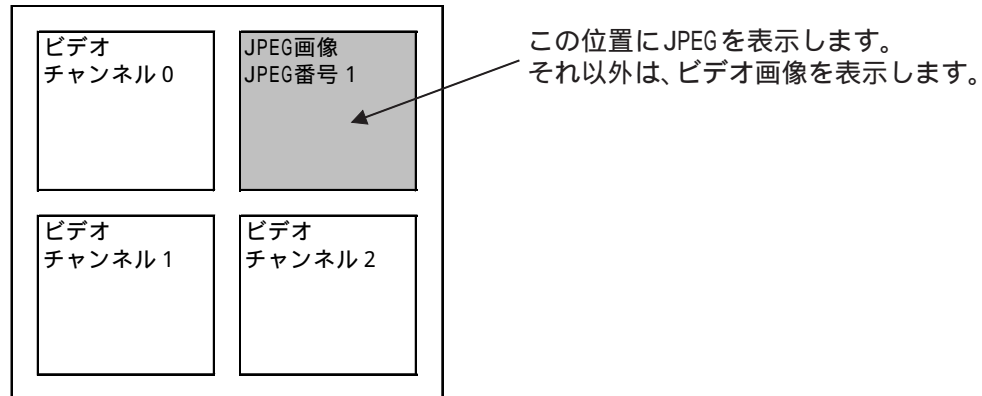 ビデオ
チャンネル 0
JPEG画像
JPEG番号 1
この位置にJPEGを表示します。
それ以外は、ビデオ画像を表示します。
ビデオ
チャンネル 1
ビデオ
チャンネル 2